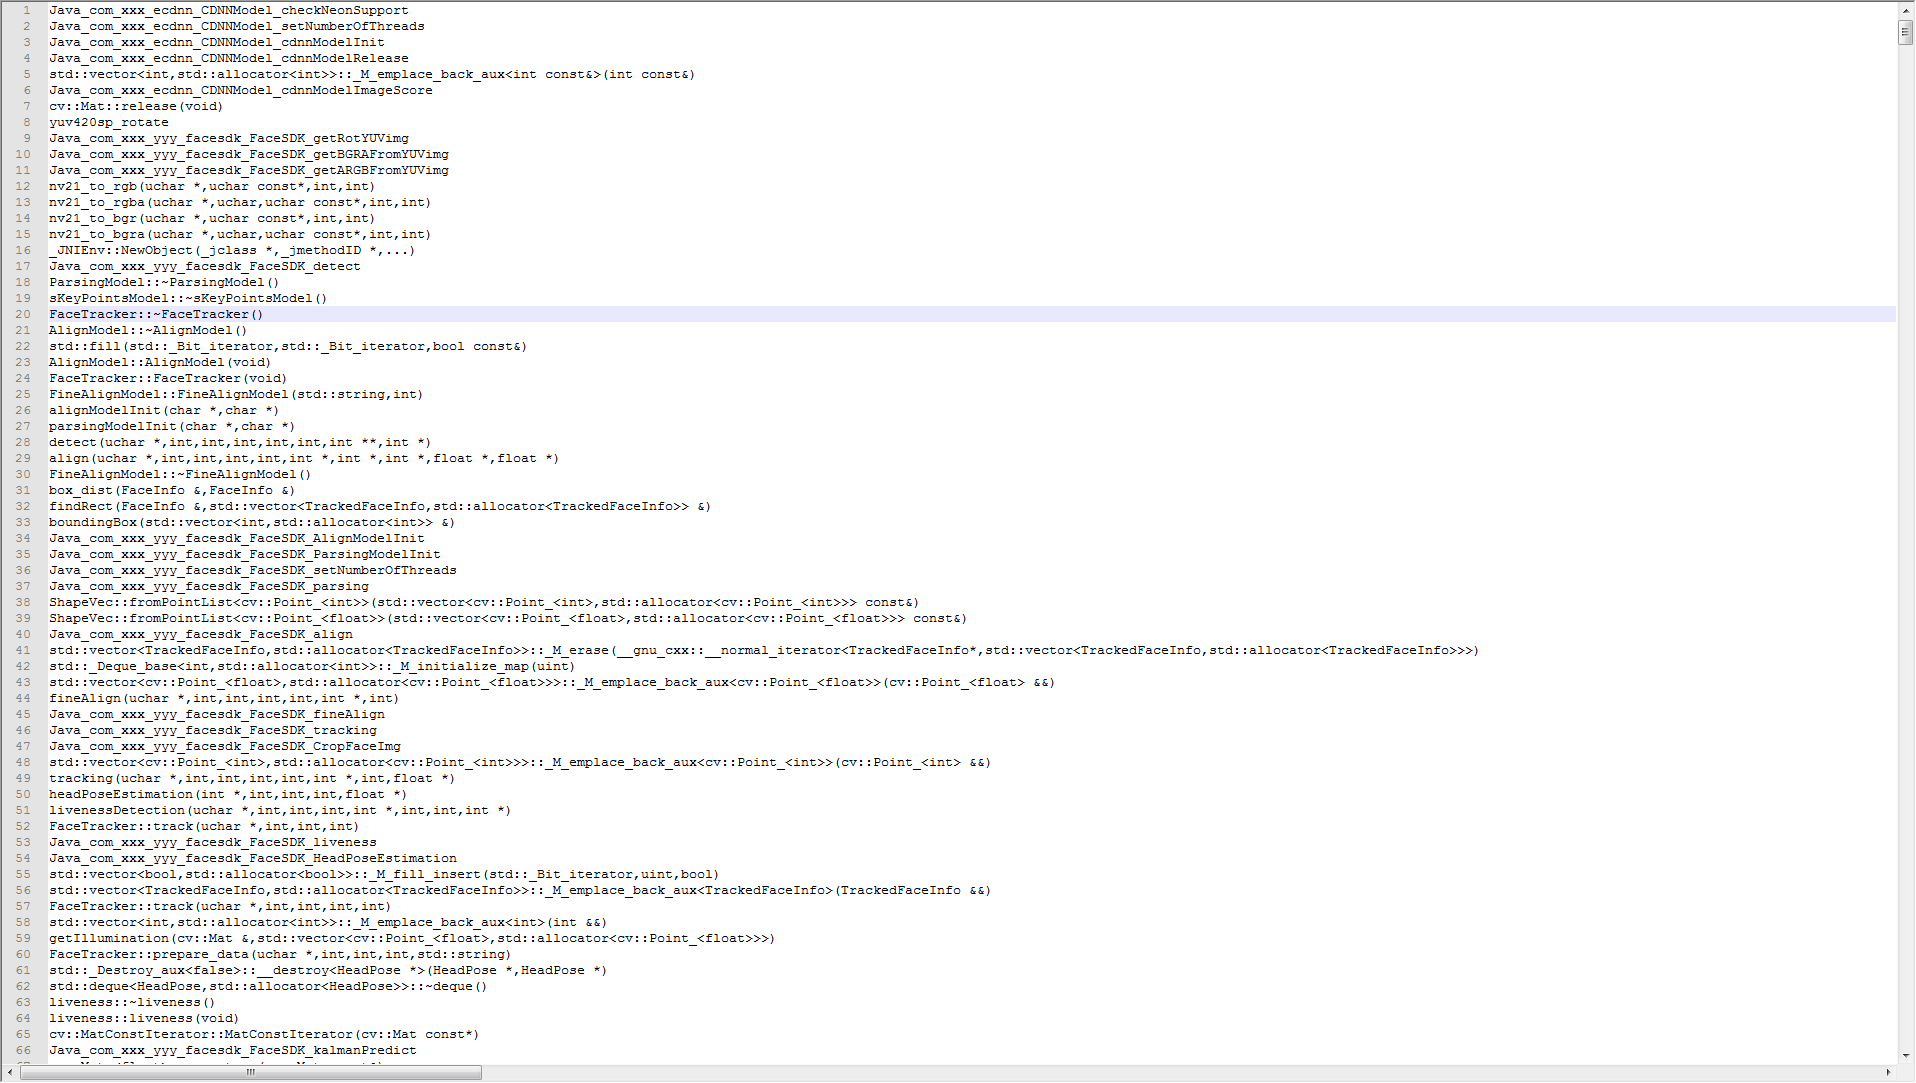 1 Java_com_xxx_ecdnn_CDNNModel_checkNeonSupport
2 Java_com_xxx_ecdnn_CDNNModel_setNumberOfThreads
3 Java_com_xxx_ecdnn_CDNNModel_cdnnModelInit
4 Java_com_xxx_ecdnn_CDNNModel_cdnnModelRelease
5 std::vector<int,std::allocator<int>>::_M_emplace_back_aux<int const&>(int const&)
6 Java_com_xxx_ecdnn_CDNNModel_cdnnModelImageScore
7 cv::Mat::release(void)
8 yuv420sp_rotate
9 Java_com_xxx_yyy_facesdk_FaceSDK_getRotYUVimg
10 Java_com_xxx_yyy_facesdk_FaceSDK_getBGRAFromYUVimg
11 Java_com_xxx_yyy_facesdk_FaceSDK_getARGBFromYUVimg
12 nv21_to_rgb(uchar *,uchar const*,int,int)
13 nv21_to_rgba(uchar *,uchar,uchar const*,int,int)
14 nv21_to_bgr(uchar *,uchar const*,int,int)
15 nv21_to_bgra(uchar *,uchar,uchar const*,int,int)
16 _JNIEnv::NewObject(_jclass *,_jmethodID *,...)
17 Java_com_xxx_yyy_facesdk_FaceSDK_detect
18 ParsingModel::~ParsingModel()
19 sKeyPointsModel::~sKeyPointsModel()
20 FaceTracker::~FaceTracker()
21 AlignModel::~AlignModel()
22 std::fill(std::_Bit_iterator,std::_Bit_iterator,bool const&)
23 AlignModel::AlignModel(void)
24 FaceTracker::FaceTracker(void)
25 FineAlignModel::FineAlignModel(std::string,int)
26 alignModelInit(char *,char *)
27 parsingModelInit(char *,char *)
28 detect(uchar *,int,int,int,int,int,int **,int *)
29 align(uchar *,int,int,int,int,int *,int *,int *,float *,float *)
30 FineAlignModel::~FineAlignModel()
31 box_dist(FaceInfo &,FaceInfo &)
32 findRect(FaceInfo &,std::vector<TrackedFaceInfo,std::allocator<TrackedFaceInfo>> &)
33 boundingBox(std::vector<int,std::allocator<int>> &)
34 Java_com_xxx_yyy_facesdk_FaceSDK_AlignModelInit
35 Java_com_xxx_yyy_facesdk_FaceSDK_ParsingModelInit
36 Java_com_xxx_yyy_facesdk_FaceSDK_setNumberOfThreads
37 Java_com_xxx_yyy_facesdk_FaceSDK_parsing
38 ShapeVec::fromPointList<cv::Point_<int>>(std::vector<cv::Point_<int>,std::allocator<cv::Point_<int>>> const&)
39 ShapeVec::fromPointList<cv::Point_<float>>(std::vector<cv::Point_<float>,std::allocator<cv::Point_<float>>> const&)
40 Java_com_xxx_yyy_facesdk_FaceSDK_align
41 std::vector<TrackedFaceInfo,std::allocator<TrackedFaceInfo>>::_M_erase(__gnu_cxx::__normal_iterator<TrackedFaceInfo*,std::vector<TrackedFaceInfo,std::allocator<TrackedFaceInfo>>>)
42 std::_Deque_base<int,std::allocator<int>>::_M_initialize_map(uint)
43 std::vector<cv::Point_<float>,std::allocator<cv::Point_<float>>>::_M_emplace_back_aux<cv::Point_<float>>(cv::Point_<float> &&)
44 fineAlign(uchar *,int,int,int,int,int *,int)
45 Java_com_xxx_yyy_facesdk_FaceSDK_fineAlign
46 Java_com_xxx_yyy_facesdk_FaceSDK_tracking
47 Java_com_xxx_yyy_facesdk_FaceSDK_CropFaceImg
48 std::vector<cv::Point_<int>,std::allocator<cv::Point_<int>>>::_M_emplace_back_aux<cv::Point_<int>>(cv::Point_<int> &&)
49 tracking(uchar *,int,int,int,int,int *,int,float *)
50 headPoseEstimation(int *,int,int,int,float *)
51 livenessDetection(uchar *,int,int,int,int *,int,int,int *)
52 FaceTracker::track(uchar *,int,int,int)
53 Java_com_xxx_yyy_facesdk_FaceSDK_liveness
54 Java_com_xxx_yyy_facesdk_FaceSDK_HeadPoseEstimation
55 std::vector<bool,std::allocator<bool>>::_M_fill_insert(std::_Bit_iterator,uint,bool)
56 std::vector<TrackedFaceInfo,std::allocator<TrackedFaceInfo>>::_M_emplace_back_aux<TrackedFaceInfo>(TrackedFaceInfo &&)
57 FaceTracker::track(uchar *,int,int,int,int)
58 std::vector<int,std::allocator<int>>::_M_emplace_back_aux<int>(int &&)
59 getIllumination(cv::Mat &,std::vector<cv::Point_<float>,std::allocator<cv::Point_<float>>>)
60 FaceTracker::prepare_data(uchar *,int,int,int,std::string)
61 std::_Destroy_aux<false>::__destroy<HeadPose *>(HeadPose *,HeadPose *)
62 std::deque<HeadPose,std::allocator<HeadPose>>::~deque()
63 liveness::~liveness()
64 liveness::liveness(void)
65 cv::MatConstIterator::MatConstIterator(cv::Mat const*)
66 Java_com_xxx_yyy_facesdk_FaceSDK_kalmanPredict